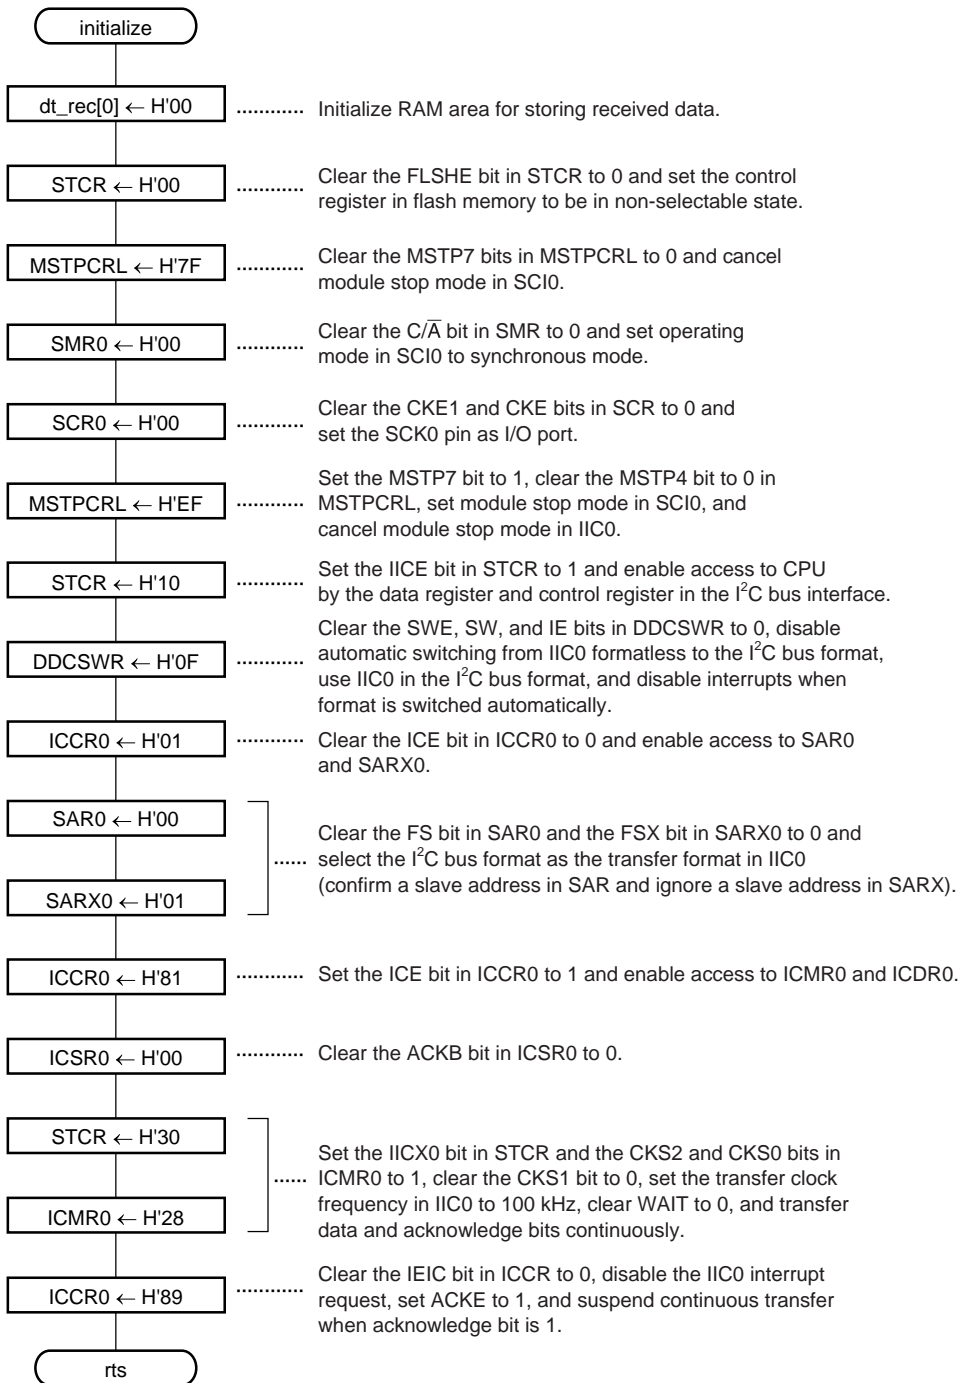 initialize
dt_rec[0] ← H'00 ............ Initialize RAM area for storing received data.
STCR ← H'00 ............ Clear the FLSHE bit in STCR to 0 and set the control
register in flash memory to be in non-selectable state.
MSTPCRL ← H'7F ............ Clear the MSTP7 bits in MSTPCRL to 0 and cancel
module stop mode in SCI0.
SMR0 ← H'00 ............ Clear the C/A̅ bit in SMR to 0 and set operating
mode in SCI0 to synchronous mode.
SCR0 ← H'00 ............ Clear the CKE1 and CKE bits in SCR to 0 and
set the SCK0 pin as I/O port.
MSTPCRL ← H'EF ............ Set the MSTP7 bit to 1, clear the MSTP4 bit to 0 in
MSTPCRL, set module stop mode in SCI0, and
cancel module stop mode in IIC0.
STCR ← H'10 ............ Set the IICE bit in STCR to 1 and enable access to CPU
by the data register and control register in the I²C bus interface.
DDCSWR ← H'0F ............ Clear the SWE, SW, and IE bits in DDCSWR to 0, disable
automatic switching from IIC0 formatless to the I²C bus format,
use IIC0 in the I²C bus format, and disable interrupts when
format is switched automatically.
ICCR0 ← H'01 ............ Clear the ICE bit in ICCR0 to 0 and enable access to SAR0
and SARX0.
SAR0 ← H'00
SARX0 ← H'01
...... Clear the FS bit in SAR0 and the FSX bit in SARX0 to 0 and
select the I²C bus format as the transfer format in IIC0
(confirm a slave address in SAR and ignore a slave address in SARX).
ICCR0 ← H'81 ............ Set the ICE bit in ICCR0 to 1 and enable access to ICMR0 and ICDR0.
ICSR0 ← H'00 ............ Clear the ACKB bit in ICSR0 to 0.
STCR ← H'30
ICMR0 ← H'28
...... Set the IICX0 bit in STCR and the CKS2 and CKS0 bits in
ICMR0 to 1, clear the CKS1 bit to 0, set the transfer clock
frequency in IIC0 to 100 kHz, clear WAIT to 0, and transfer
data and acknowledge bits continuously.
ICCR0 ← H'89 ............ Clear the IEIC bit in ICCR to 0, disable the IIC0 interrupt
request, set ACKE to 1, and suspend continuous transfer
when acknowledge bit is 1.
rts